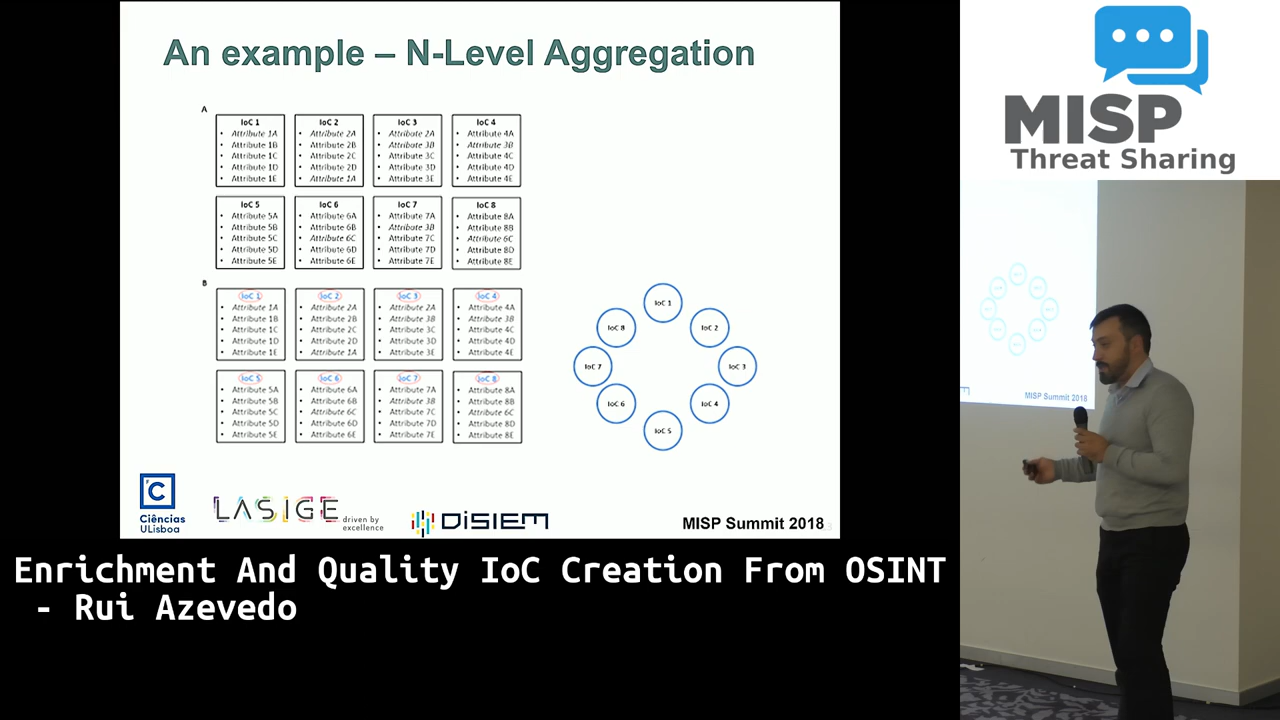 An example – N-Level Aggregation
A
IoC 1
• Attribute 1A
• Attribute 1B
• Attribute 1C
• Attribute 1D
• Attribute 1E
IoC 2
• Attribute 2A
• Attribute 2B
• Attribute 2C
• Attribute 2D
• Attribute 1A
IoC 3
• Attribute 2A
• Attribute 3B
• Attribute 3C
• Attribute 3D
• Attribute 3E
IoC 4
• Attribute 4A
• Attribute 3B
• Attribute 4C
• Attribute 4D
• Attribute 4E
IoC 5
• Attribute 5A
• Attribute 5B
• Attribute 5C
• Attribute 5D
• Attribute 5E
IoC 6
• Attribute 6A
• Attribute 6B
• Attribute 6C
• Attribute 6D
• Attribute 6E
IoC 7
• Attribute 7A
• Attribute 3B
• Attribute 7C
• Attribute 7D
• Attribute 7E
IoC 8
• Attribute 8A
• Attribute 8B
• Attribute 6C
• Attribute 8D
• Attribute 8E
B
IoC 1
• Attribute 1A
• Attribute 1B
• Attribute 1C
• Attribute 1D
• Attribute 1E
IoC 2
• Attribute 2A
• Attribute 2B
• Attribute 2C
• Attribute 2D
• Attribute 1A
IoC 3
• Attribute 2A
• Attribute 3B
• Attribute 3C
• Attribute 3D
• Attribute 3E
IoC 4
• Attribute 4A
• Attribute 3B
• Attribute 4C
• Attribute 4D
• Attribute 4E
IoC 5
• Attribute 5A
• Attribute 5B
• Attribute 5C
• Attribute 5D
• Attribute 5E
IoC 6
• Attribute 6A
• Attribute 6B
• Attribute 6C
• Attribute 6D
• Attribute 6E
IoC 7
• Attribute 7A
• Attribute 3B
• Attribute 7C
• Attribute 7D
• Attribute 7E
IoC 8
• Attribute 8A
• Attribute 8B
• Attribute 6C
• Attribute 8D
• Attribute 8E
IoC 1
IoC 2
IoC 3
IoC 4
IoC 5
IoC 6
IoC 7
IoC 8
Ciências
ULisboa
LASIGE
driven by
excellence
DiSIEM
MISP Summit 2018
MISP
Threat Sharing
MISP Summit 2018
Enrichment And Quality IoC Creation From OSINT
- Rui Azevedo